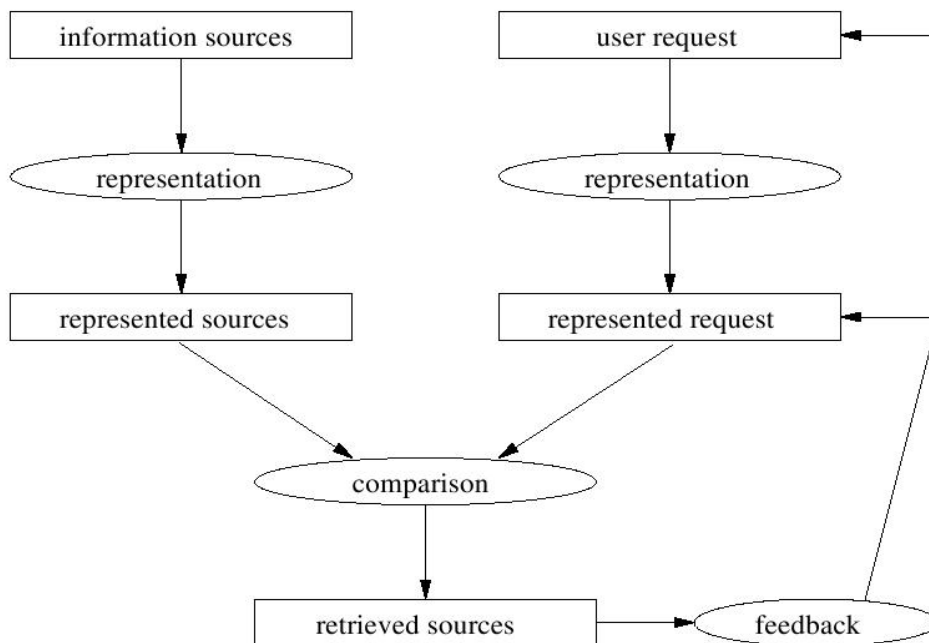 information sources
user request
representation
representation
represented sources
represented request
comparison
retrieved sources
feedback